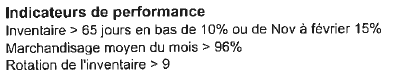 Indicateurs de performance
Inventaire > 65 jours en bas de 10% ou de Nov à février 15%
Marchandisage moyen du mois > 96%
Rotation de l'inventaire > 9